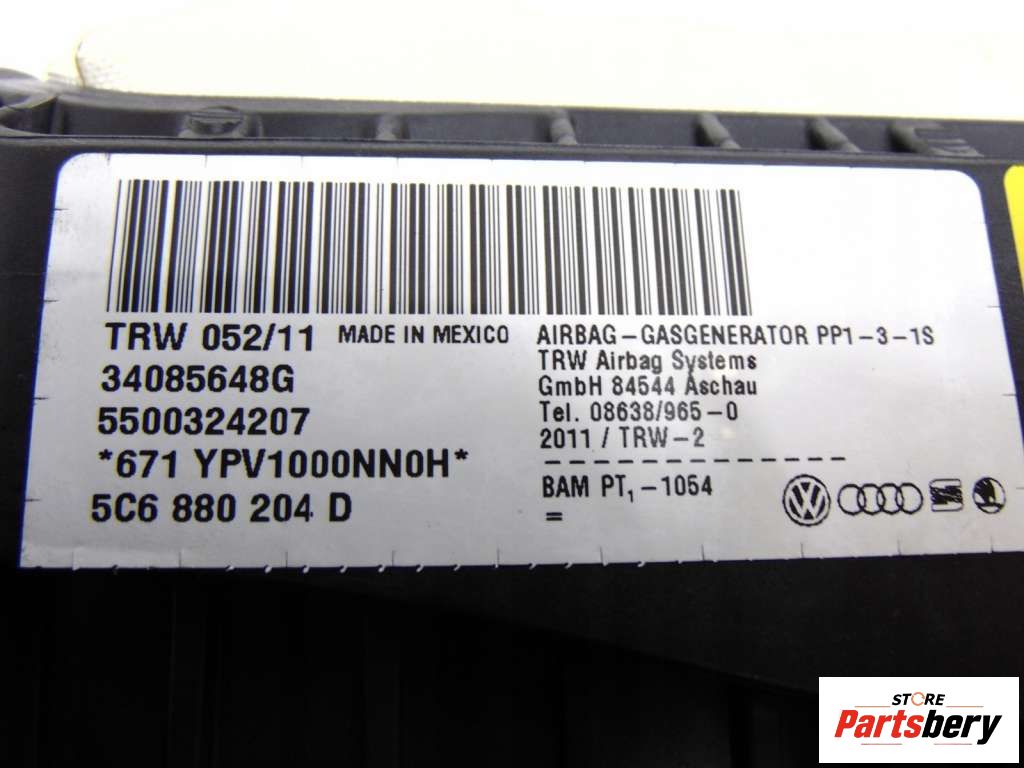 TRW 052/11 MADE IN MEXICO
34085648G
5500324207
*671 YPV1000NN0H*
5C6 880 204 D
AIRBAG-GASGENERATOR PP1-3-1S
TRW Airbag Systems
GmbH 84544 Aschau
Tel. 08638/965-0
2011 / TRW-2
-------------
BAM PT₁-1054
=
STORE
Partsbery